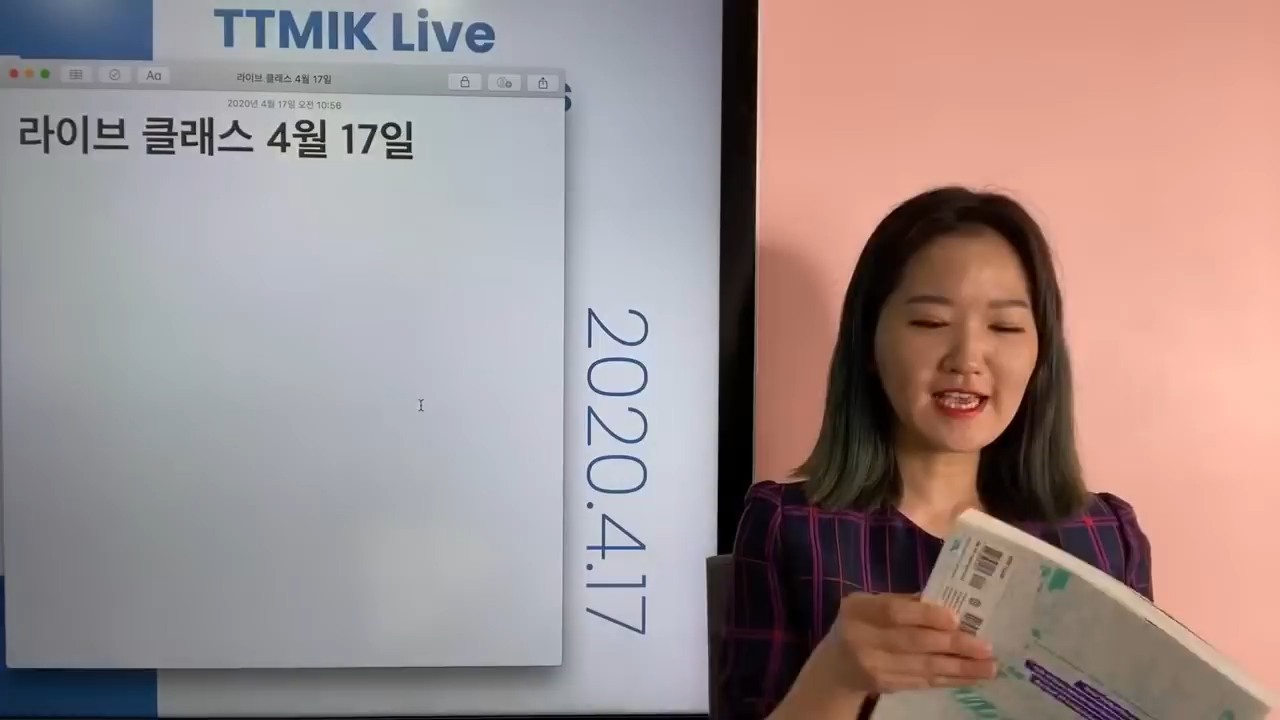 TTMIK Live
라이브 클래스 4월 17일
Aa
2020년 4월 17일 오전 10:56
라이브 클래스 4월 17일
2020.4.17